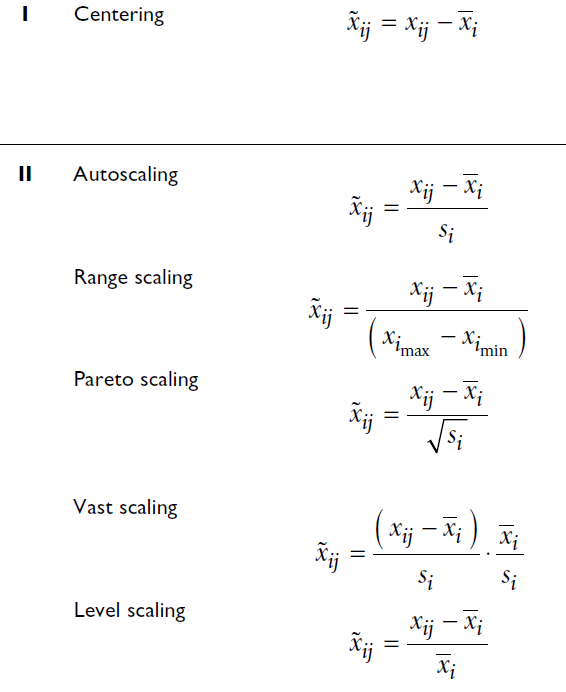 I Centering x̃ij = xij − x̄i
II Autoscaling x̃ij = (xij − x̄i) / si
Range scaling x̃ij = (xij − x̄i) / (ximax − ximin)
Pareto scaling x̃ij = (xij − x̄i) / √si
Vast scaling x̃ij = (xij − x̄i) / si · x̄i / si
Level scaling x̃ij = (xij − x̄i) / x̄i